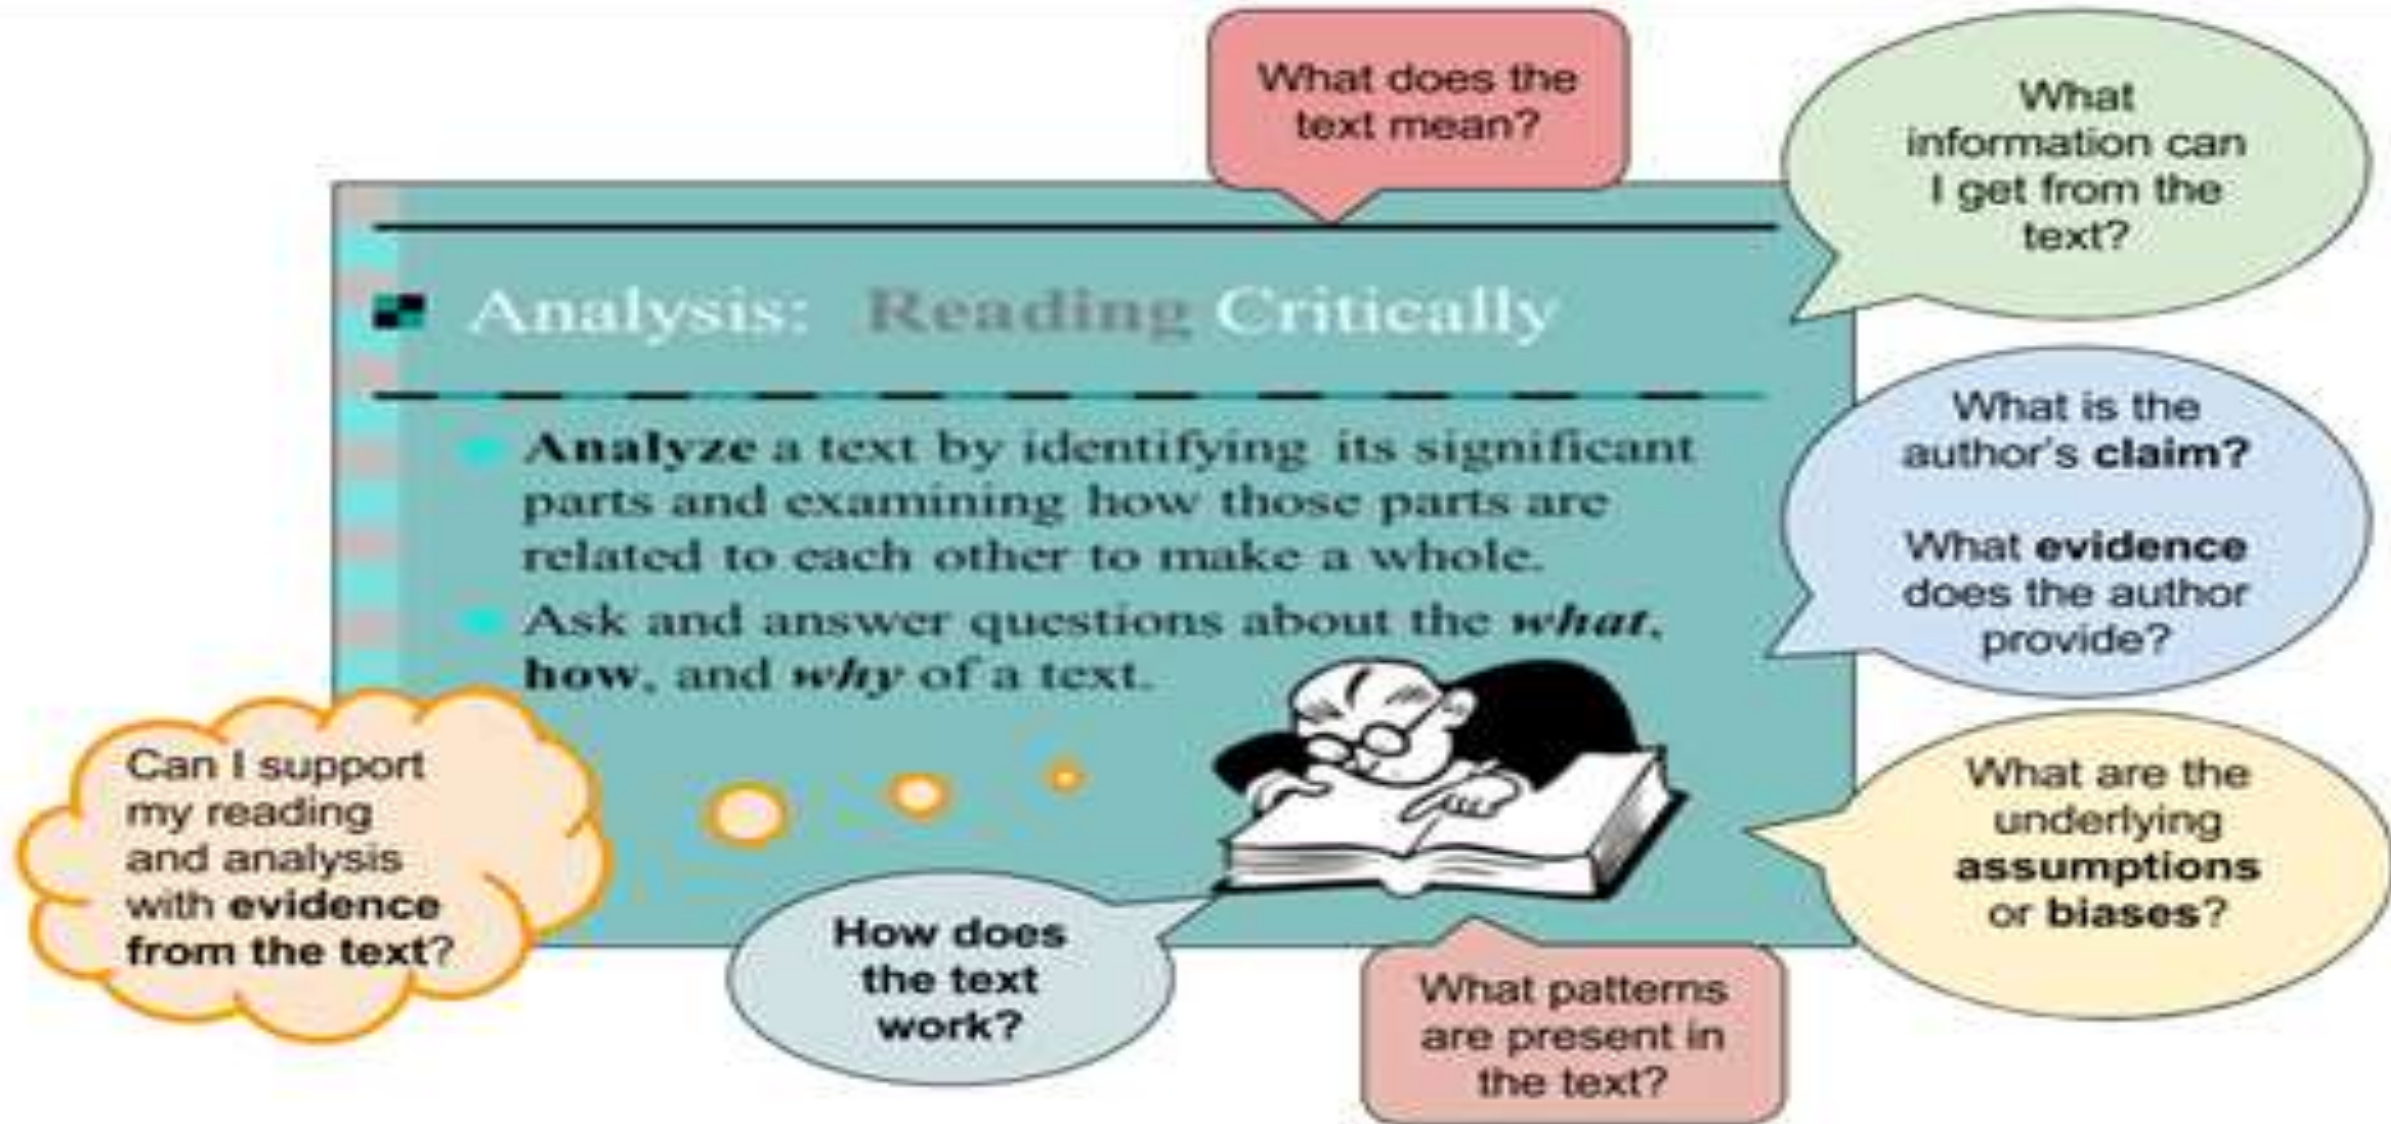 What does the
text mean?
What
information can
I get from the
text?
Analysis: Reading Critically
Analyze a text by identifying its significant
parts and examining how those parts are
related to each other to make a whole.
Ask and answer questions about the what,
how, and why of a text.
What is the
author's claim?
What evidence
does the author
provide?
Can I support
my reading
and analysis
with evidence
from the text?
How does
the text
work?
What patterns
are present in
the text?
What are the
underlying
assumptions
or biases?